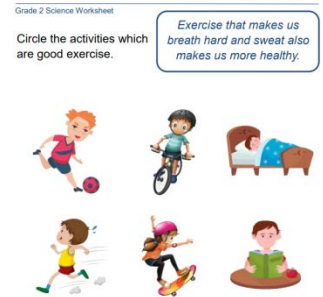 Grade 2 Science Worksheet
Circle the activities which
are good exercise.
Exercise that makes us
breath hard and sweat also
makes us more healthy.